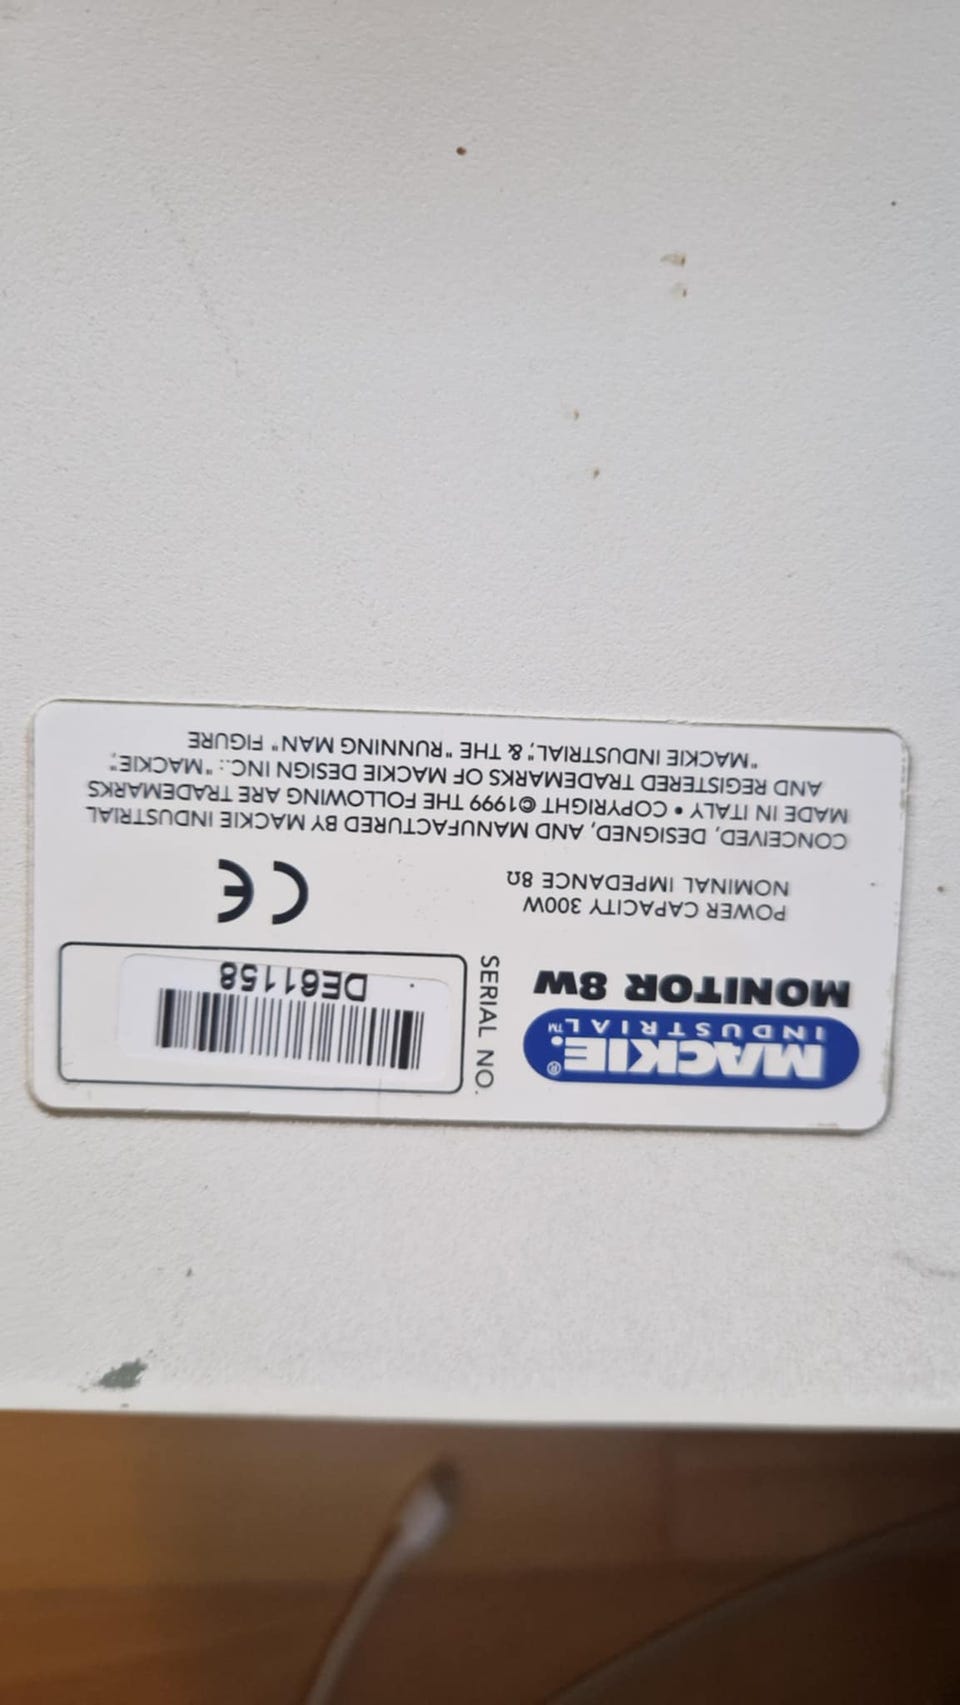 MACKIE.®
INDUSTRIAL™
MONITOR 8W
SERIAL NO.
DE61158
POWER CAPACITY 300W
NOMINAL IMPEDANCE 8Ω
CE
CONCEIVED, DESIGNED, AND MANUFACTURED BY MACKIE INDUSTRIAL
MADE IN ITALY • COPYRIGHT ©1999 THE FOLLOWING ARE TRADEMARKS
AND REGISTERED TRADEMARKS OF MACKIE DESIGN INC.: "MACKIE",
"MACKIE INDUSTRIAL", & THE "RUNNING MAN" FIGURE